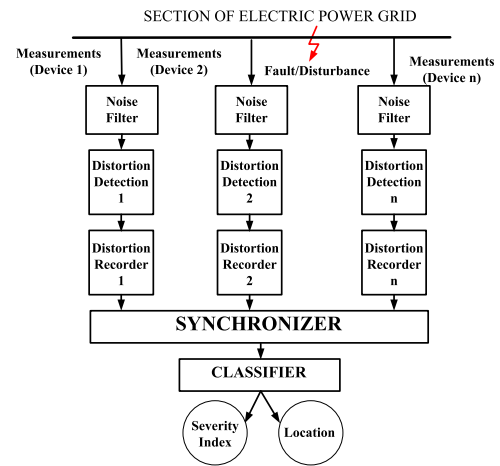 SECTION OF ELECTRIC POWER GRID
Measurements
(Device 1)
Measurements
(Device 2)
Fault/Disturbance
Measurements
(Device n)
Noise
Filter
Noise
Filter
Noise
Filter
Distortion
Detection
1
Distortion
Detection
2
Distortion
Detection
n
Distortion
Recorder
1
Distortion
Recorder
2
Distortion
Recorder
n
SYNCHRONIZER
CLASSIFIER
Severity
Index
Location